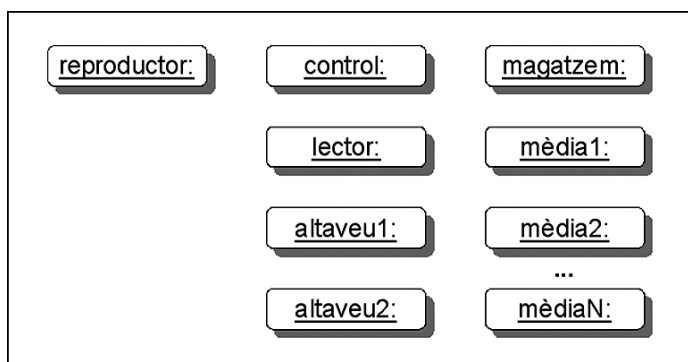 reproductor:
control:
magatzem:
lector:
mèdia1:
altaveu1:
mèdia2:
...
altaveu2:
mèdiaN: